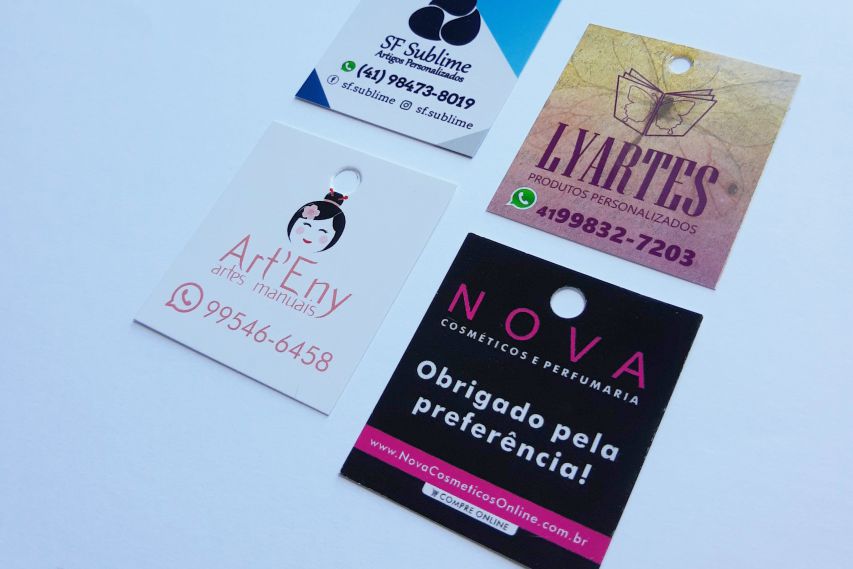 SF Sublime
Artigos Personalizados
(41) 98473-8019
sf.sublime sf.sublime
LYARTES
PRODUTOS PERSONALIZADOS
4199832-7203
Art'Eny
artes manuais
99546-6458
NOVA
COSMÉTICOS E PERFUMARIA
Obrigado pela
preferência!
www.NovaCosmeticosOnline.com.br
COMPRE ONLINE